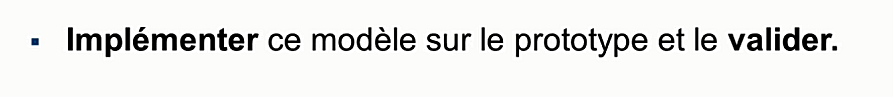 ▪ Implémenter ce modèle sur le prototype et le valider.